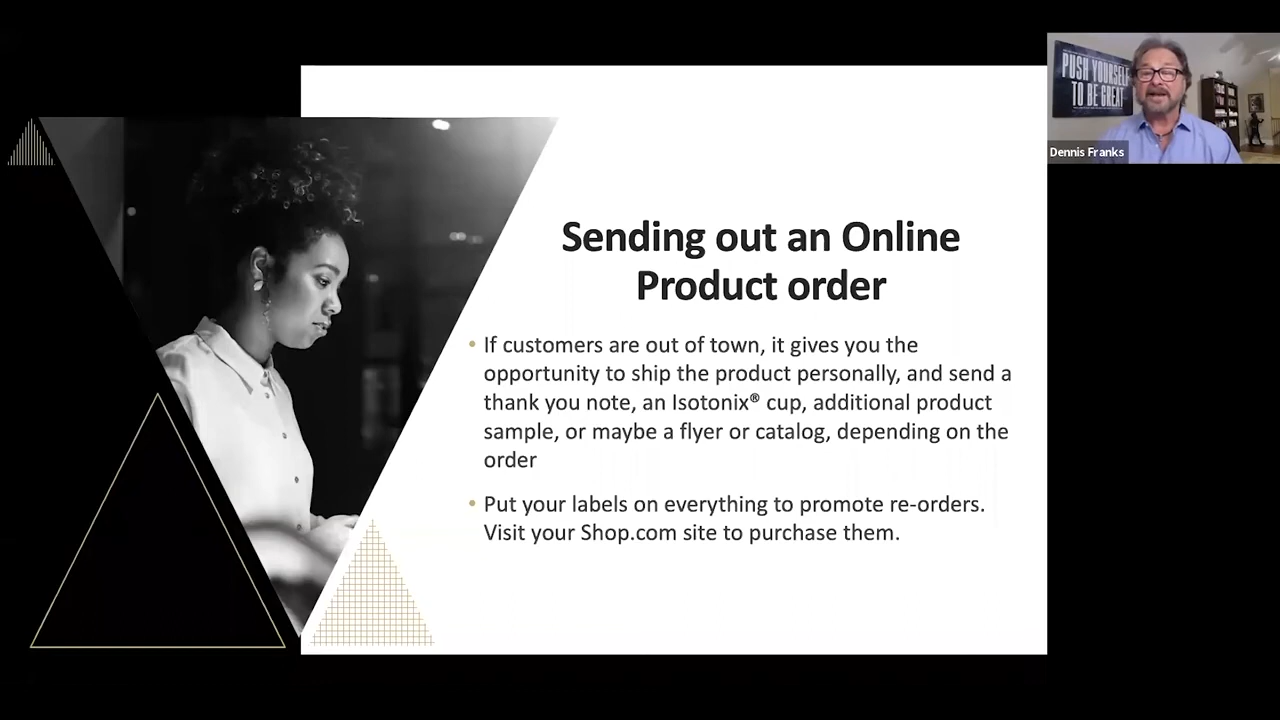 PUSH YOURSELF
TO BE GREAT
Dennis Franks
Sending out an Online
Product order
• If customers are out of town, it gives you the
opportunity to ship the product personally, and send a
thank you note, an Isotonix® cup, additional product
sample, or maybe a flyer or catalog, depending on the
order
• Put your labels on everything to promote re-orders.
Visit your Shop.com site to purchase them.